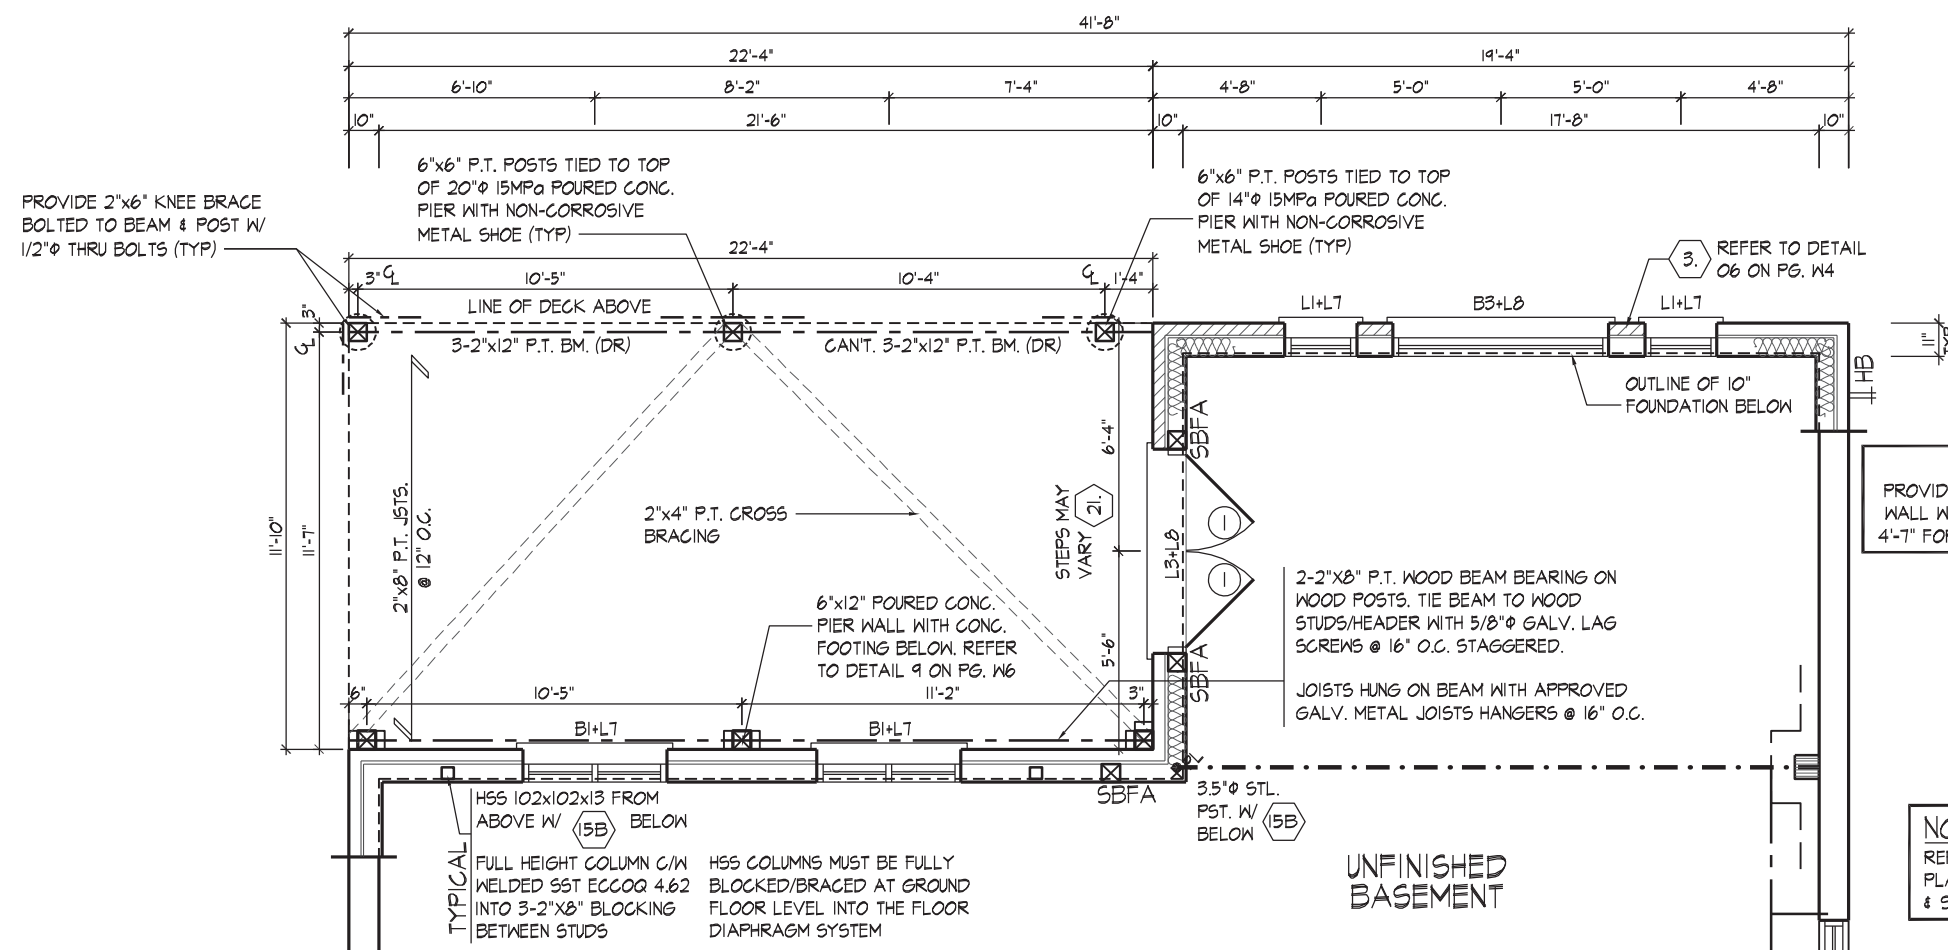 41'-8"
22'-4"
19'-4"
6'-10"
8'-2"
7'-4"
4'-8"
5'-0"
5'-0"
4'-8"
10"
21'-6"
10"
17'-8"
10"
PROVIDE 2"x6" KNEE BRACE
BOLTED TO BEAM & POST W/
1/2"Φ THRU BOLTS (TYP)
6"x6" P.T. POSTS TIED TO TOP
OF 20"Φ 15MPa POURED CONC.
PIER WITH NON-CORROSIVE
METAL SHOE (TYP)
6"x6" P.T. POSTS TIED TO TOP
OF 14"Φ 15MPa POURED CONC.
PIER WITH NON-CORROSIVE
METAL SHOE (TYP)
3.
REFER TO DETAIL
06 ON PG. W4
22'-4"
3"
CL
10'-5"
10'-4"
CL
1'-4"
3"
CL
LINE OF DECK ABOVE
3-2"x12" P.T. BM. (DR)
CAN'T. 3-2"x12" P.T. BM. (DR)
L1+L7
B3+L8
L1+L7
11"
HB
OUTLINE OF 10"
FOUNDATION BELOW
SBFA
6'-4"
11'-10"
11'-7"
2"x8" P.T. JSTS.
@ 12" O.C.
2"x4" P.T. CROSS
BRACING
STEPS MAY
VARY
21.
L3+L8
1
1
PROVID
WALL W
4'-7" FOR
6"x12" POURED CONC.
PIER WALL WITH CONC.
FOOTING BELOW. REFER
TO DETAIL 9 ON PG. W6
5'-6"
SBFA
2-2"X8" P.T. WOOD BEAM BEARING ON
WOOD POSTS. TIE BEAM TO WOOD
STUDS/HEADER WITH 5/8"Φ GALV. LAG
SCREWS @ 16" O.C. STAGGERED.
JOISTS HUNG ON BEAM WITH APPROVED
GALV. METAL JOISTS HANGERS @ 16" O.C.
6"
10'-5"
11'-2"
3"
B1+L7
B1+L7
SBFA
3.5"Φ STL.
PST. W/
BELOW
15B
HSS 102x102x13 FROM
ABOVE W/ 15B BELOW
TYPICAL
FULL HEIGHT COLUMN C/W
WELDED SST ECCOQ 4.62
INTO 3-2"X8" BLOCKING
BETWEEN STUDS
HSS COLUMNS MUST BE FULLY
BLOCKED/BRACED AT GROUND
FLOOR LEVEL INTO THE FLOOR
DIAPHRAGM SYSTEM
UNFINISHED
BASEMENT
NO
REF
PLA
& S